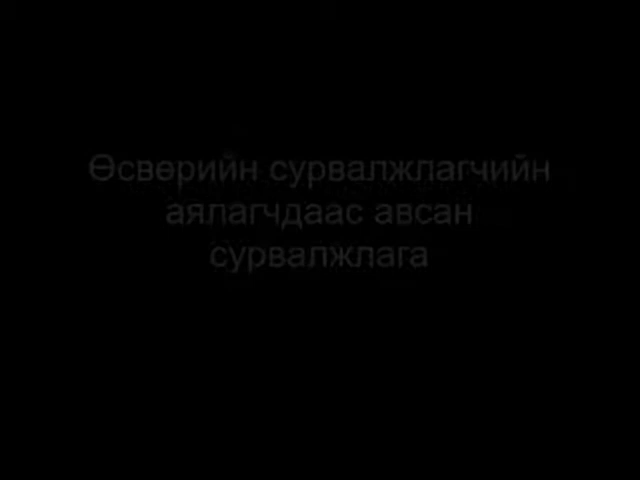 Өсвөрийн сурвалжлагчийн
аялагчдаас авсан
сурвалжлага